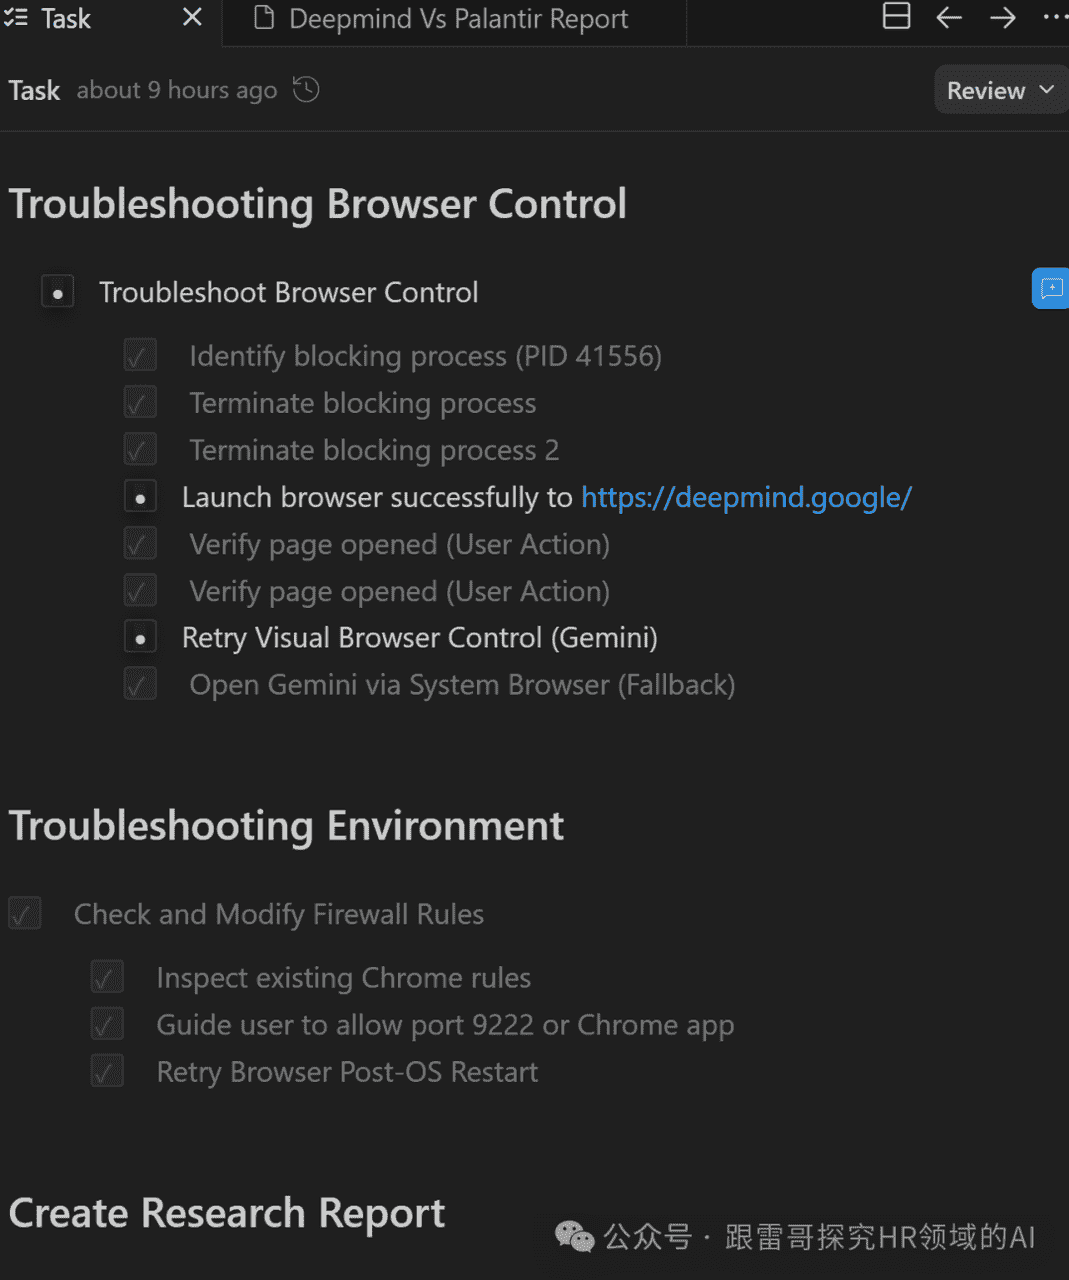 Task
Deepmind Vs Palantir Report
Task about 9 hours ago
Review
Troubleshooting Browser Control
Troubleshoot Browser Control
Identify blocking process (PID 41556)
Terminate blocking process
Terminate blocking process 2
Launch browser successfully to https://deepmind.google/
Verify page opened (User Action)
Verify page opened (User Action)
Retry Visual Browser Control (Gemini)
Open Gemini via System Browser (Fallback)
Troubleshooting Environment
Check and Modify Firewall Rules
Inspect existing Chrome rules
Guide user to allow port 9222 or Chrome app
Retry Browser Post-OS Restart
Create Research Report
公众号 · 跟雷哥探究HR领域的AI